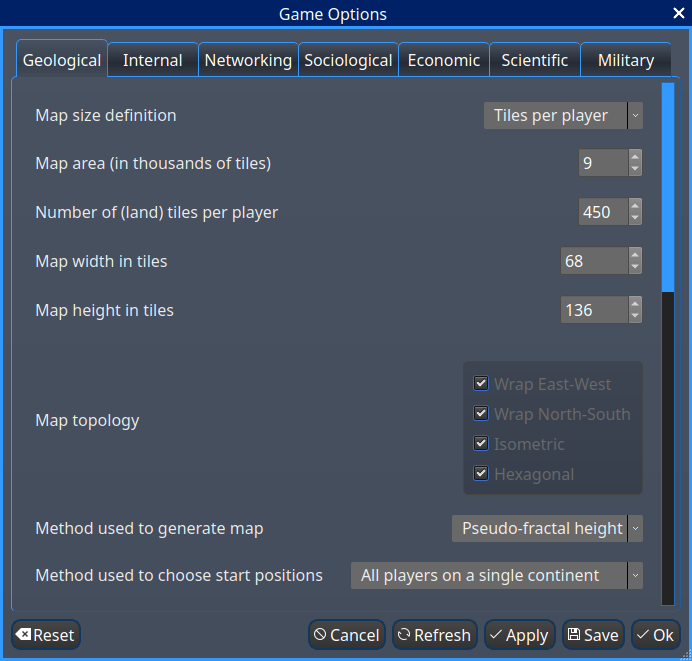 Game Options
Geological Internal Networking Sociological Economic Scientific Military
Map size definition Tiles per player
Map area (in thousands of tiles) 9
Number of (land) tiles per player 450
Map width in tiles 68
Map height in tiles 136
Wrap East-West
Wrap North-South
Map topology
Isometric
Hexagonal
Method used to generate map Pseudo-fractal height
Method used to choose start positions All players on a single continent
Reset Cancel Refresh Apply Save Ok